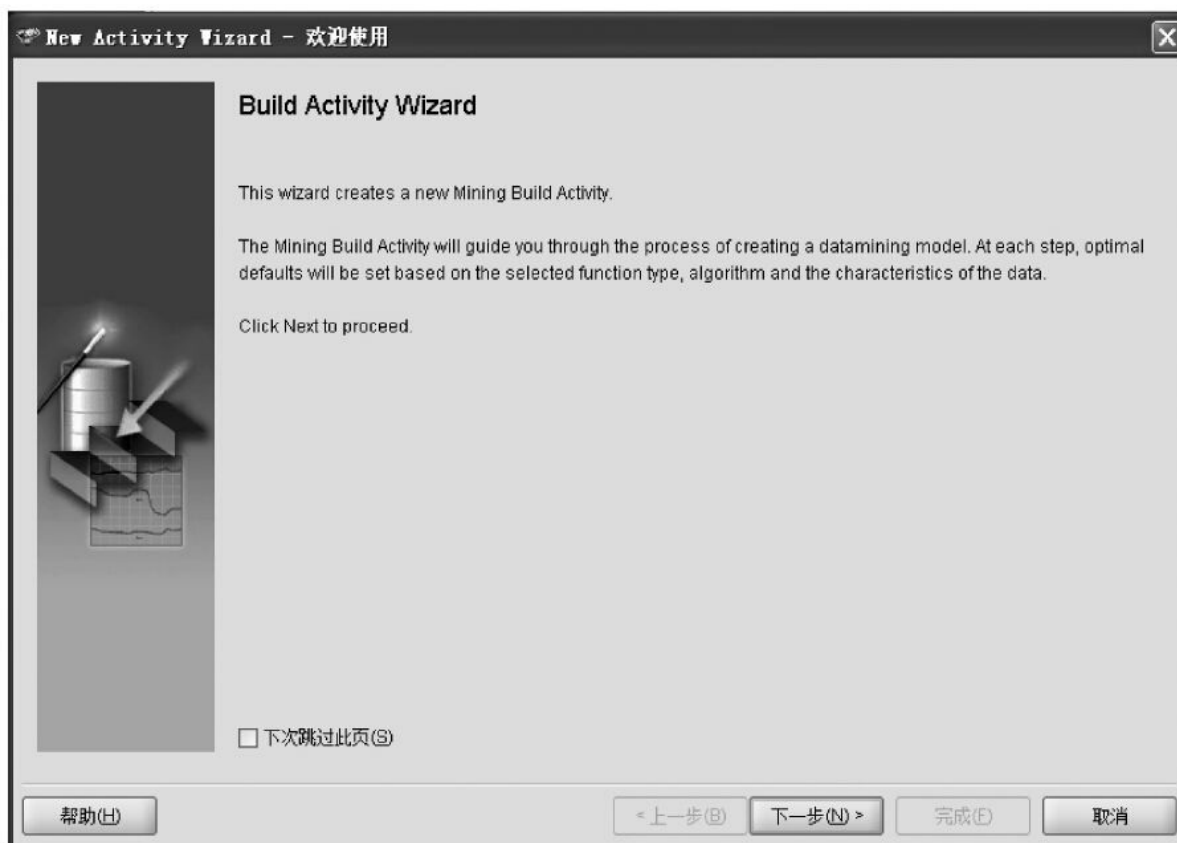 New Activity Wizard - 欢迎使用
Build Activity Wizard
This wizard creates a new Mining Build Activity.
The Mining Build Activity will guide you through the process of creating a datamining model. At each step, optimal
defaults will be set based on the selected function type, algorithm and the characteristics of the data.
Click Next to proceed.
下次跳过此页(S)
帮助(H)
<上一步(B)
下一步(N) >
完成(F)
取消